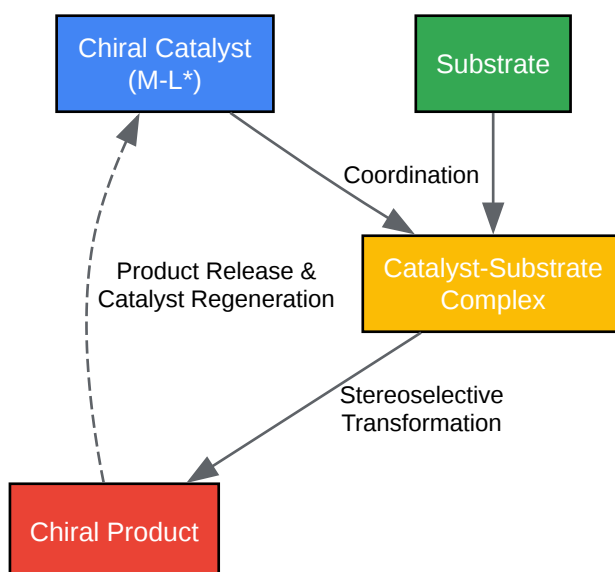 Chiral Catalyst
(M-L*)
Substrate
Coordination
Catalyst-Substrate
Complex
Product Release &
Catalyst Regeneration
Stereoselective
Transformation
Chiral Product